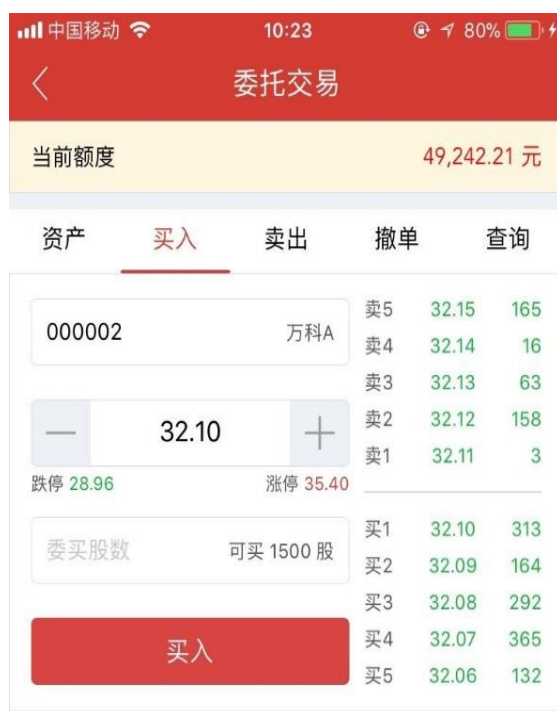 中国移动 10:23 80%
委托交易
当前额度 49,242.21 元
资产 买入 卖出 撤单 查询
000002 万科A
32.10
跌停 28.96 涨停 35.40
委买股数 可买 1500 股
买入
卖5 32.15 165
卖4 32.14 16
卖3 32.13 63
卖2 32.12 158
卖1 32.11 3
买1 32.10 313
买2 32.09 164
买3 32.08 292
买4 32.07 365
买5 32.06 132